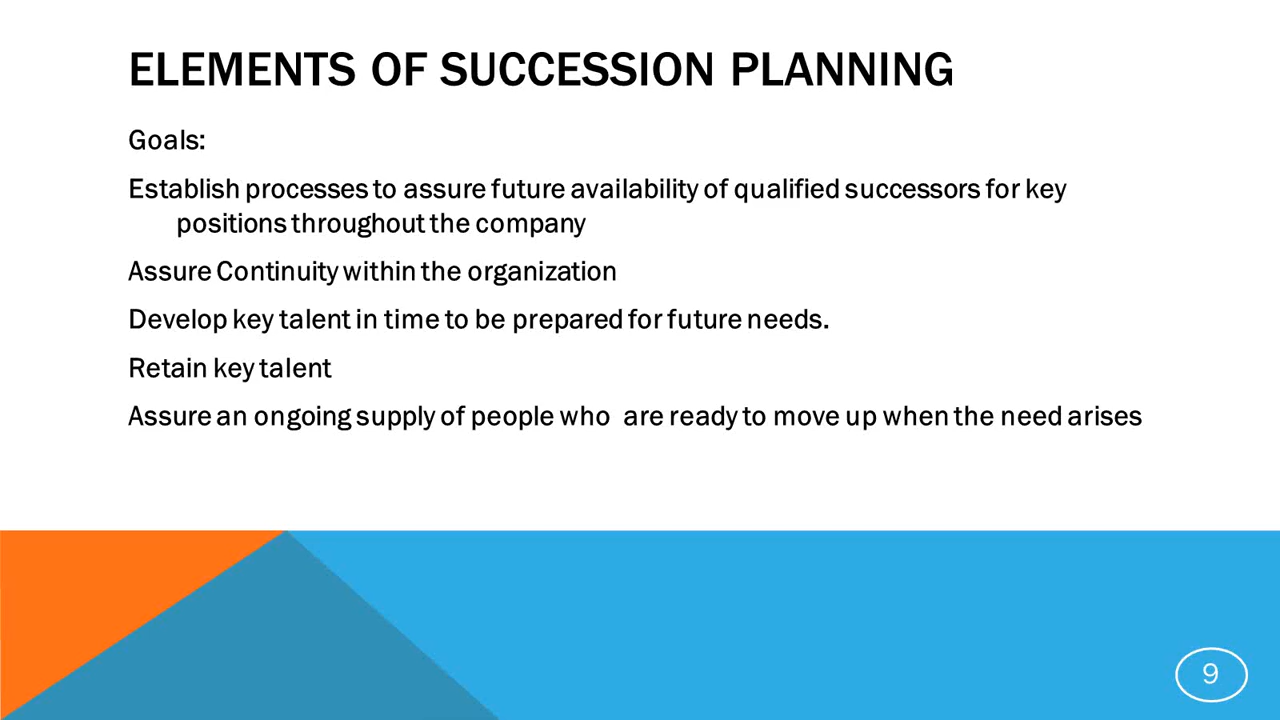 ELEMENTS OF SUCCESSION PLANNING
Goals:
Establish processes to assure future availability of qualified successors for key
positions throughout the company
Assure Continuity within the organization
Develop key talent in time to be prepared for future needs.
Retain key talent
Assure an ongoing supply of people who  are ready to move up when the need arises
9